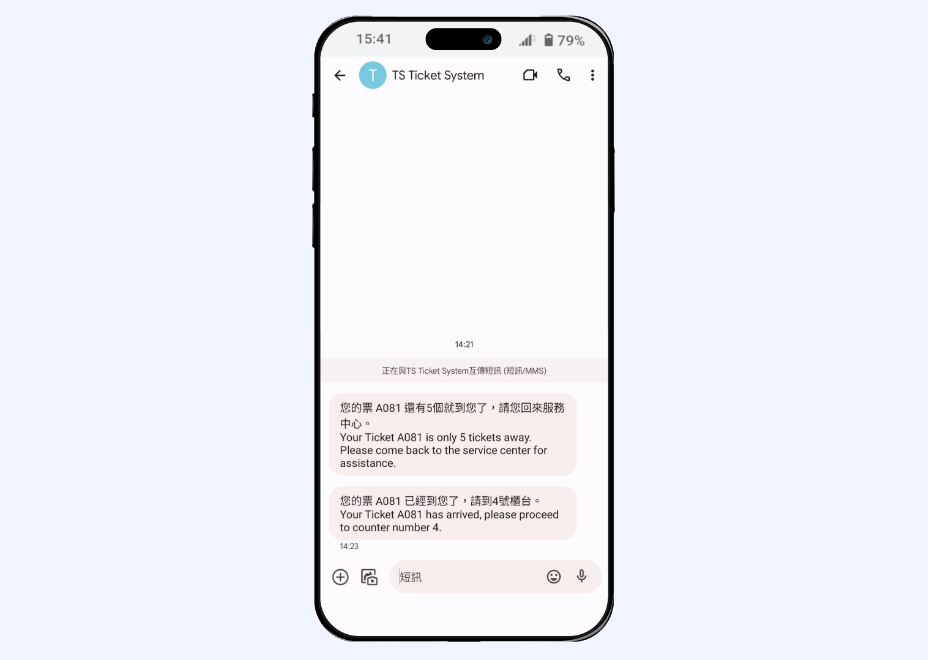 15:41
79%
T
TS Ticket System
14:21
正在與TS Ticket System互傳短訊 (短訊/MMS)
您的票 A081 還有5個就到您了，請您回來服務
中心。
Your Ticket A081 is only 5 tickets away.
Please come back to the service center for
assistance.
您的票 A081 已經到您了，請到4號櫃台。
Your Ticket A081 has arrived, please proceed
to counter number 4.
14:23
短訊